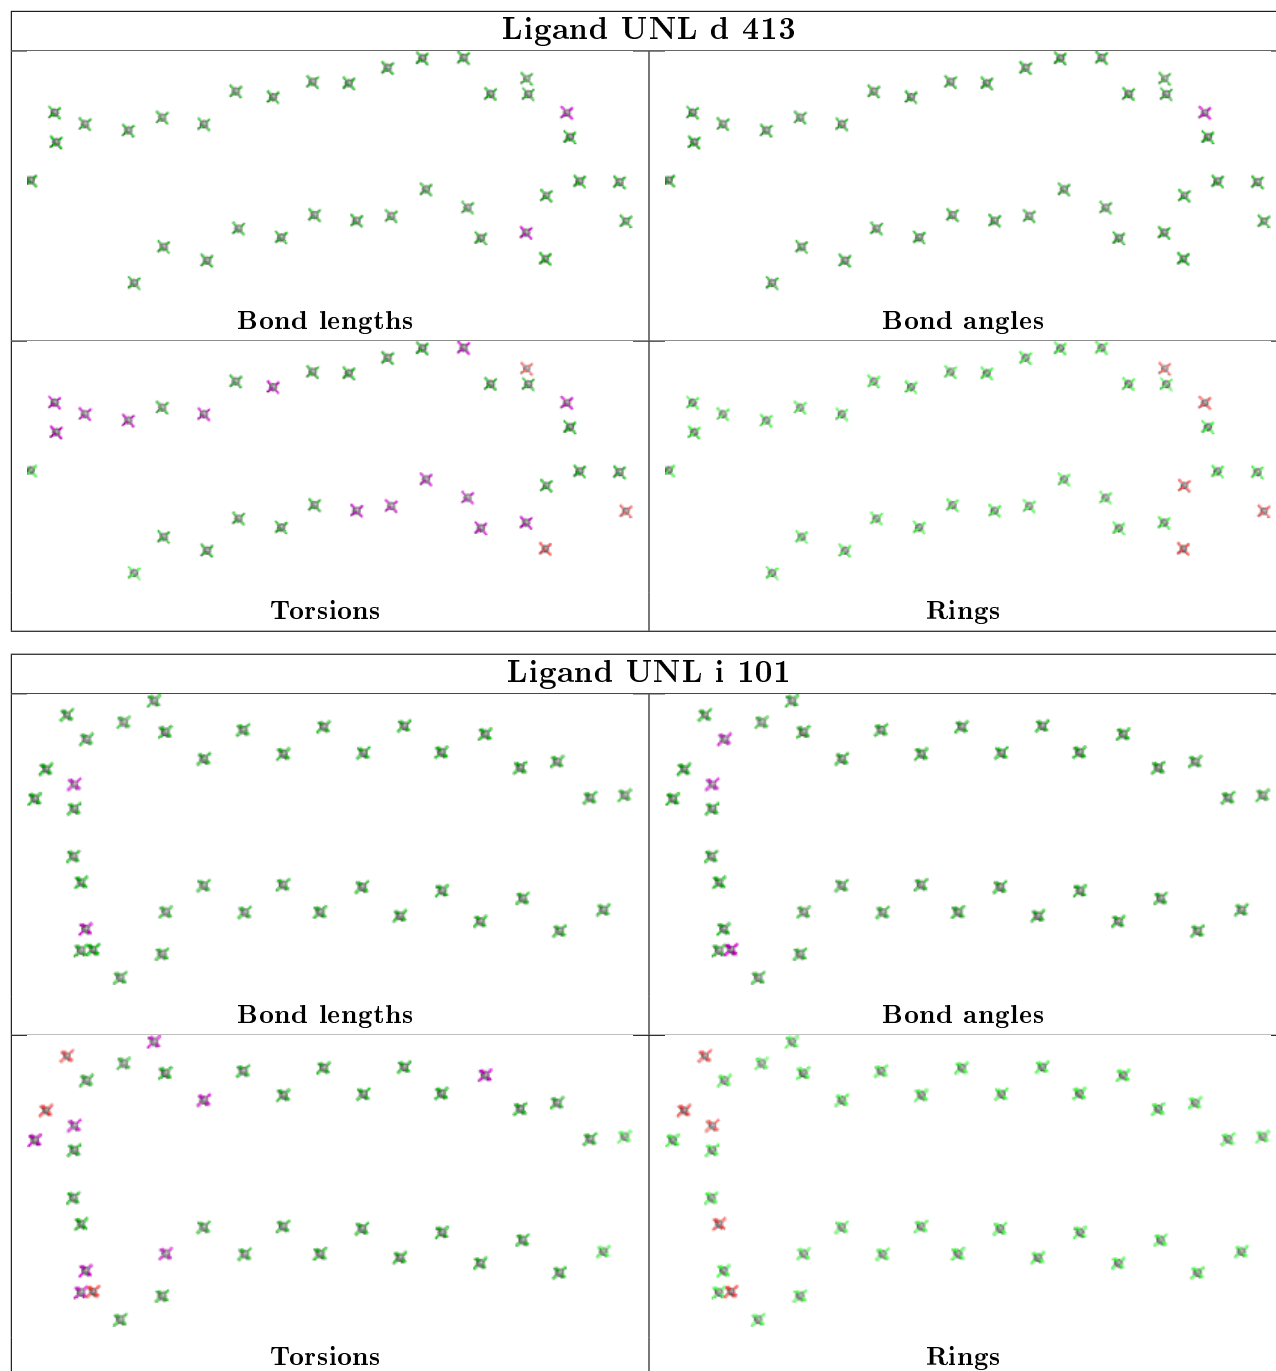 Ligand UNL d 413
Bond lengths
Bond angles
Torsions
Rings
Ligand UNL i 101
Bond lengths
Bond angles
Torsions
Rings